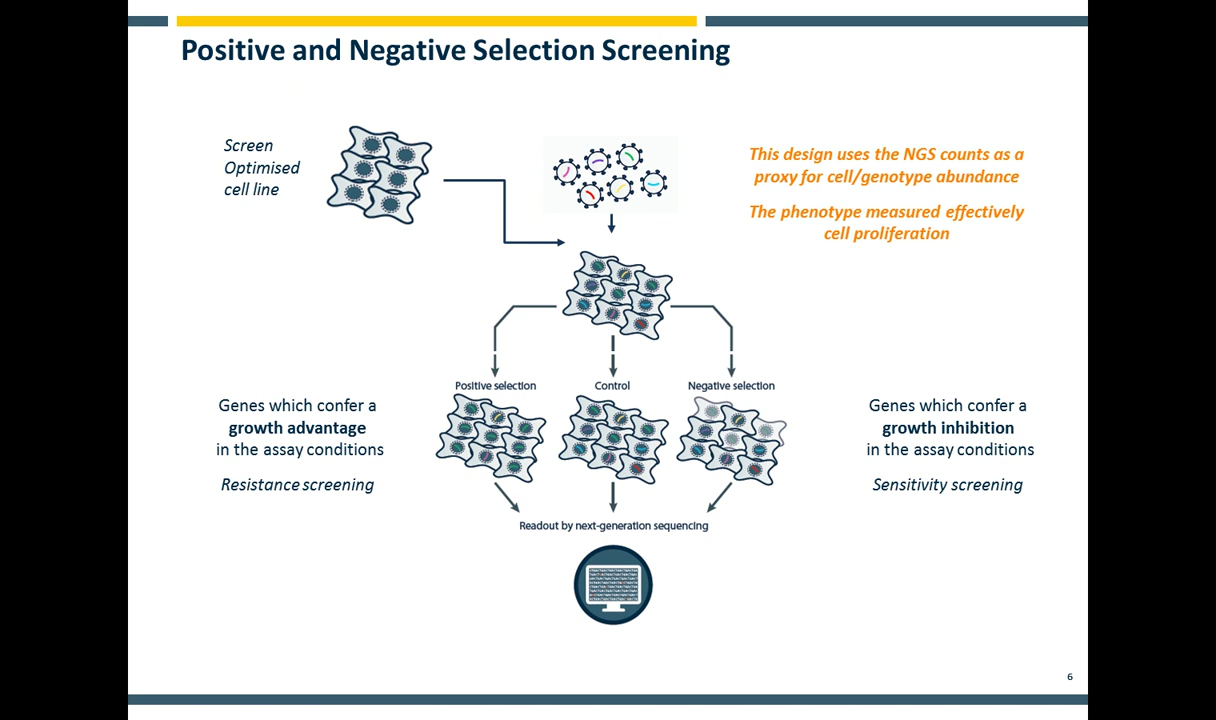 Positive and Negative Selection Screening
Screen
Optimised
cell line
This design uses the NGS counts as a
proxy for cell/genotype abundance
The phenotype measured effectively
cell proliferation
Positive selection
Control
Negative selection
Genes which confer a
growth advantage
in the assay conditions
Resistance screening
Genes which confer a
growth inhibition
in the assay conditions
Sensitivity screening
Readout by next-generation sequencing
6